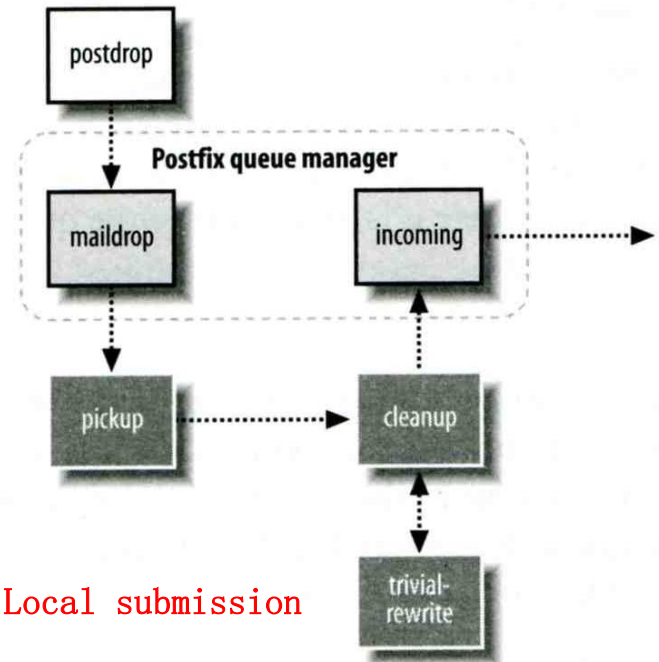 postdrop
Postfix queue manager
maildrop
incoming
pickup
cleanup
Local submission
trivial-
rewrite